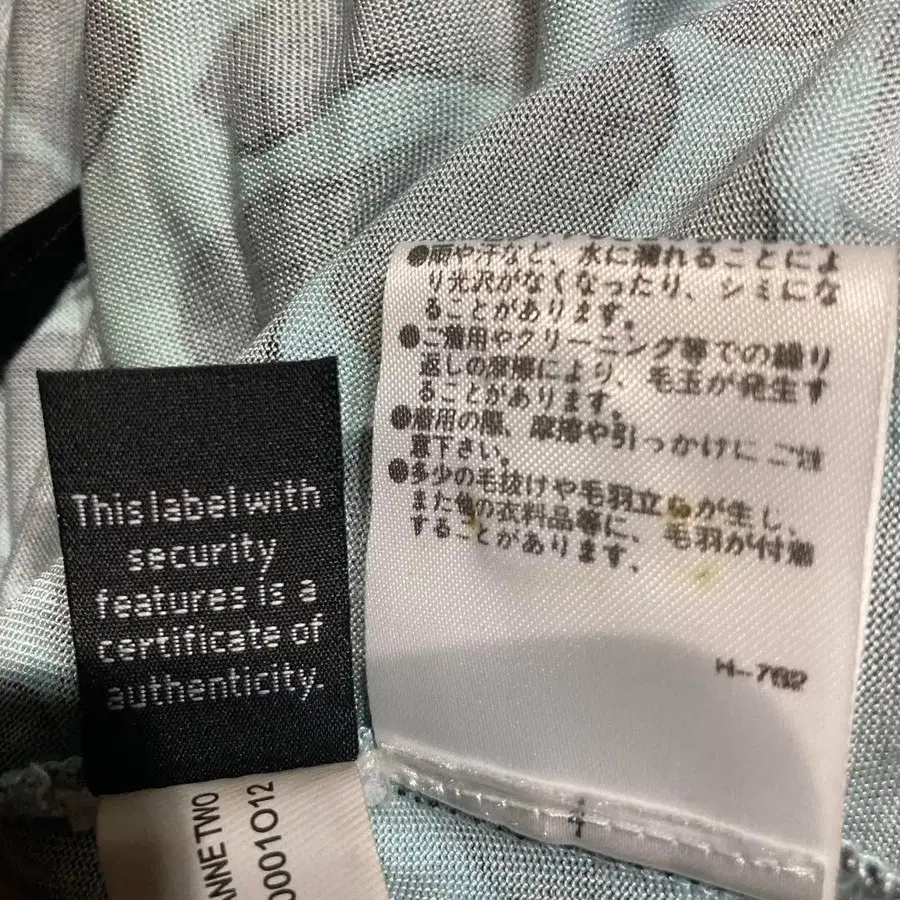 This label with
security
features is a
certificate of
authenticity.
ANNE TWO
0001O12
●雨や汗など、水に濡れることによ
り光沢がなくなったり、シミにな
ることがあります。
●ご着用やクリーニング等での繰り
返しの摩擦により、毛玉が発生す
ることがあります。
●着用の際、摩擦や引っかけに ご注
意下さい。
●多少の毛抜けや毛羽立ちが生し、
また他の衣料品等に、毛羽が付着
することがあります。
H-762